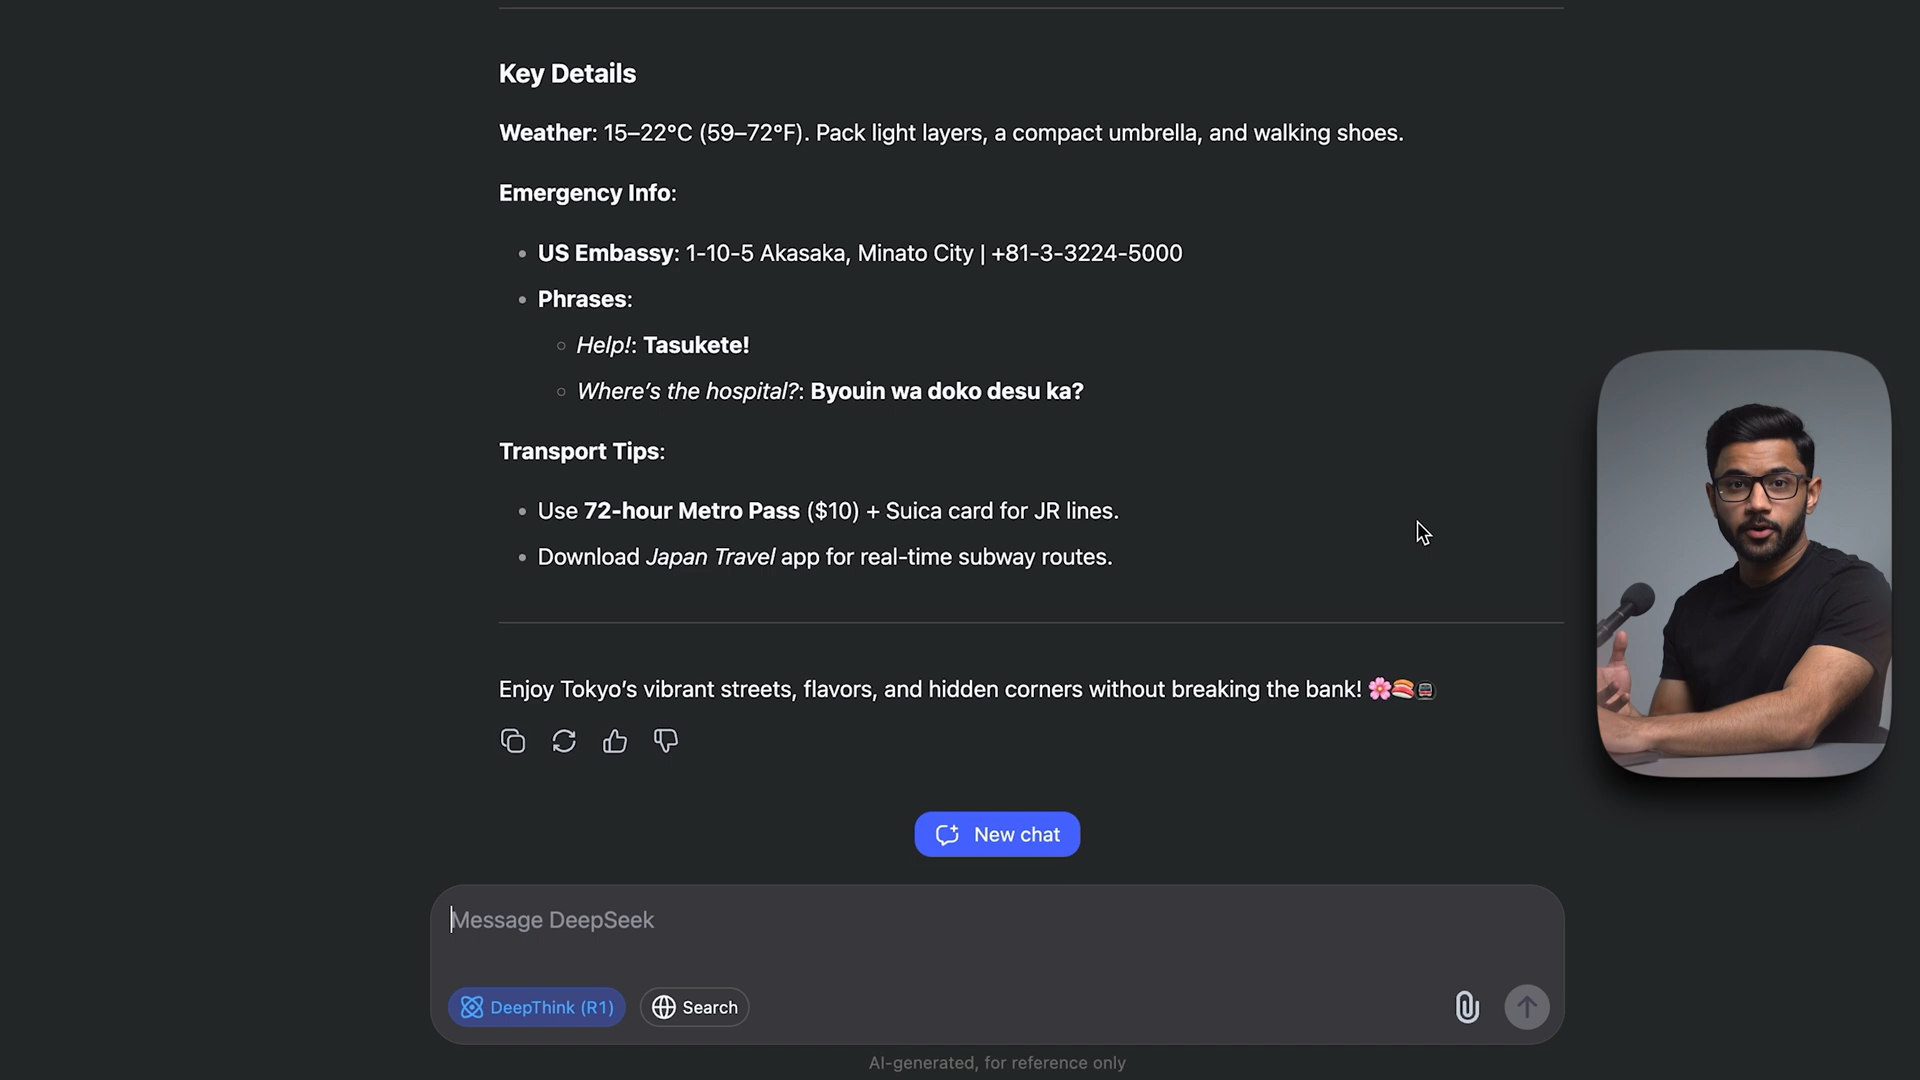 Key Details
Weather: 15–22°C (59–72°F). Pack light layers, a compact umbrella, and walking shoes.
Emergency Info:
US Embassy: 1-10-5 Akasaka, Minato City | +81-3-3224-5000
Phrases:
Help!: Tasukete!
Where's the hospital?: Byouin wa doko desu ka?
Transport Tips:
Use 72-hour Metro Pass ($10) + Suica card for JR lines.
Download Japan Travel app for real-time subway routes.
Enjoy Tokyo's vibrant streets, flavors, and hidden corners without breaking the bank! 🌸🍣🚇
New chat
Message DeepSeek
DeepThink (R1) Search
AI-generated, for reference only